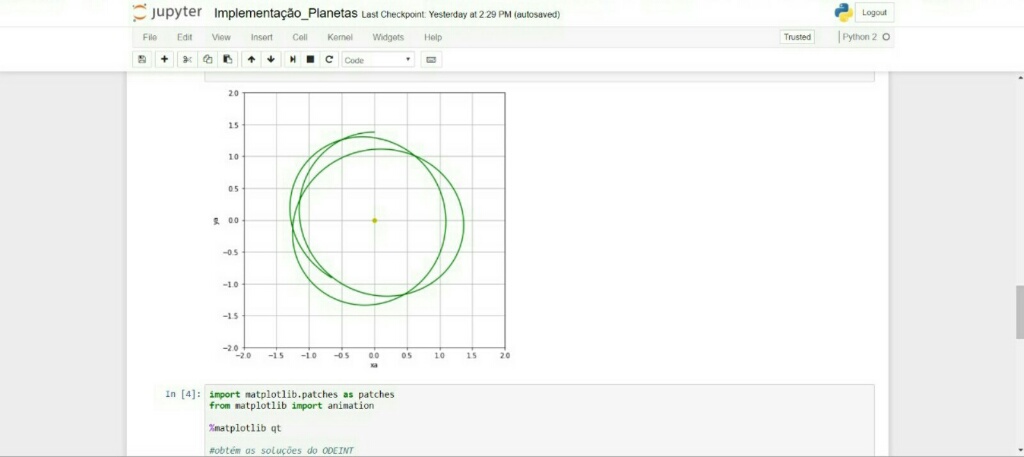 jupyter Implementação_Planetas Last Checkpoint: Yesterday at 2:29 PM (autosaved)
Logout
File Edit View Insert Cell Kernel Widgets Help
Trusted
Python 2
Code
2.0
1.5
1.0
0.5
0.0
−0.5
−1.0
−1.5
−2.0
ya
−2.0 −1.5 −1.0 −0.5 0.0 0.5 1.0 1.5 2.0
xa
In [4]: import matplotlib.patches as patches
from matplotlib import animation
%matplotlib qt
#obtém as soluções do ODEINT